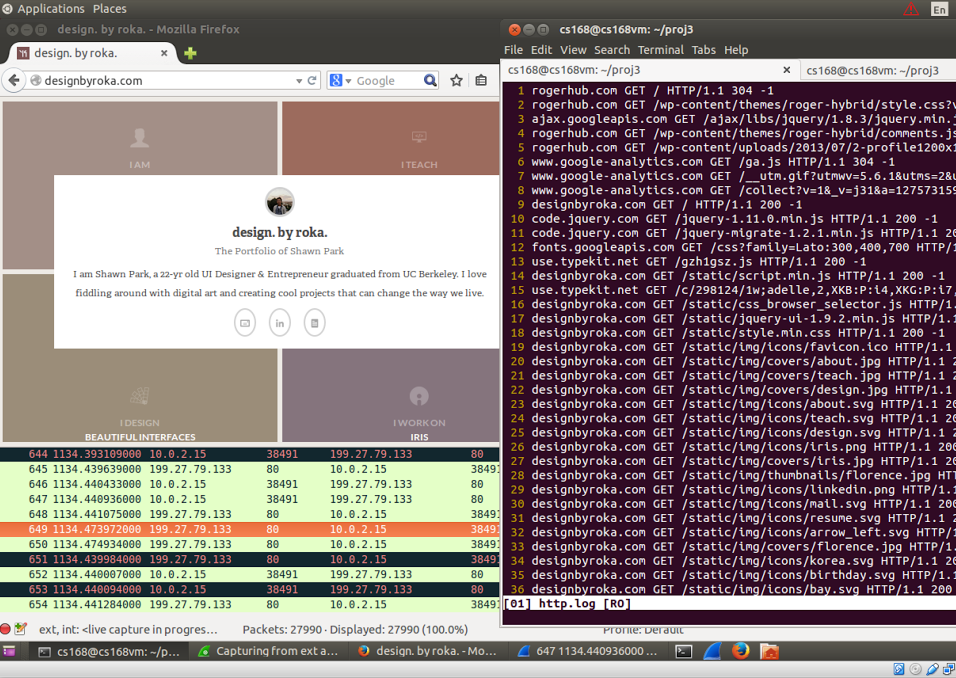 Applications Places
En
design. by roka. - Mozilla Firefox
design. by roka.
designbyroka.com
Google
I AM
I TEACH
design. by roka.
The Portfolio of Shawn Park
I am Shawn Park, a 22-yr old UI Designer & Entrepreneur graduated from UC Berkeley. I love
fiddling around with digital art and creating cool projects that can change the way we live.
I DESIGN
BEAUTIFUL INTERFACES
I WORK ON
IRIS
644 1134.393109000 10.0.2.15 38491 199.27.79.133 80
645 1134.439639000 199.27.79.133 80 10.0.2.15 38491
646 1134.440433000 10.0.2.15 38491 199.27.79.133 80
647 1134.440936000 10.0.2.15 38491 199.27.79.133 80
648 1134.441075000 199.27.79.133 80 10.0.2.15 38491
649 1134.473972000 199.27.79.133 80 10.0.2.15 38491
650 1134.474934000 199.27.79.133 80 10.0.2.15 38491
651 1134.439984000 199.27.79.133 80 10.0.2.15 38491
652 1134.440007000 10.0.2.15 38491 199.27.79.133 80
653 1134.440094000 10.0.2.15 38491 199.27.79.133 80
654 1134.441284000 199.27.79.133 80 10.0.2.15 38491
ext, int: <live capture in progres… Packets: 27990 · Displayed: 27990 (100.0%) Profile: Default
cs168@cs168vm: ~/proj3
File Edit View Search Terminal Tabs Help
cs168@cs168vm: ~/proj3
cs168@cs168vm: ~/proj3
1 rogerhub.com GET / HTTP/1.1 304 -1
2 rogerhub.com GET /wp-content/themes/roger-hybrid/style.css?v
3 ajax.googleapis.com GET /ajax/libs/jquery/1.8.3/jquery.min.j
4 rogerhub.com GET /wp-content/themes/roger-hybrid/comments.js
5 rogerhub.com GET /wp-content/uploads/2013/07/2-profile1200x1
6 www.google-analytics.com GET /ga.js HTTP/1.1 304 -1
7 www.google-analytics.com GET /__utm.gif?utmwv=5.6.1&utms=2&u
8 www.google-analytics.com GET /collect?v=1&_v=j31&a=127573159
9 designbyroka.com GET / HTTP/1.1 200 -1
10 code.jquery.com GET /jquery-1.11.0.min.js HTTP/1.1 200 -1
11 code.jquery.com GET /jquery-migrate-1.2.1.min.js HTTP/1.1 20
12 fonts.googleapis.com GET /css?family=Lato:300,400,700 HTTP/1
13 use.typekit.net GET /gzh1gsz.js HTTP/1.1 200 -1
14 designbyroka.com GET /static/script.min.js HTTP/1.1 200 -1
15 use.typekit.net GET /c/298124/1w;adelle,2,XKB:P:i4,XKG:P:i7,
16 designbyroka.com GET /static/css_browser_selector.js HTTP/1.
17 designbyroka.com GET /static/jquery-ui-1.9.2.min.js HTTP/1.1
18 designbyroka.com GET /static/style.min.css HTTP/1.1 200 -1
19 designbyroka.com GET /static/img/icons/favicon.ico HTTP/1.1
20 designbyroka.com GET /static/img/covers/about.jpg HTTP/1.1 2
21 designbyroka.com GET /static/img/covers/teach.jpg HTTP/1.1 2
22 designbyroka.com GET /static/img/covers/design.jpg HTTP/1.1
23 designbyroka.com GET /static/img/icons/about.svg HTTP/1.1 20
24 designbyroka.com GET /static/img/icons/teach.svg HTTP/1.1 20
25 designbyroka.com GET /static/img/icons/design.svg HTTP/1.1 2
26 designbyroka.com GET /static/img/icons/iris.png HTTP/1.1 200
27 designbyroka.com GET /static/img/covers/iris.jpg HTTP/1.1 20
28 designbyroka.com GET /static/img/thumbnails/florence.jpg HTT
29 designbyroka.com GET /static/img/icons/linkedin.png HTTP/1.1
30 designbyroka.com GET /static/img/icons/mail.svg HTTP/1.1 200
31 designbyroka.com GET /static/img/icons/resume.svg HTTP/1.1 2
32 designbyroka.com GET /static/img/icons/arrow_left.svg HTTP/1
33 designbyroka.com GET /static/img/covers/florence.jpg HTTP/1.
34 designbyroka.com GET /static/img/icons/korea.svg HTTP/1.1 20
35 designbyroka.com GET /static/img/icons/birthday.svg HTTP/1.1
36 designbyroka.com GET /static/img/icons/bay.svg HTTP/1.1 200
[01] http.log [RO]
cs168@cs168vm: ~/p… Capturing from ext a… design. by roka. - Mo… 647 1134.440936000 …